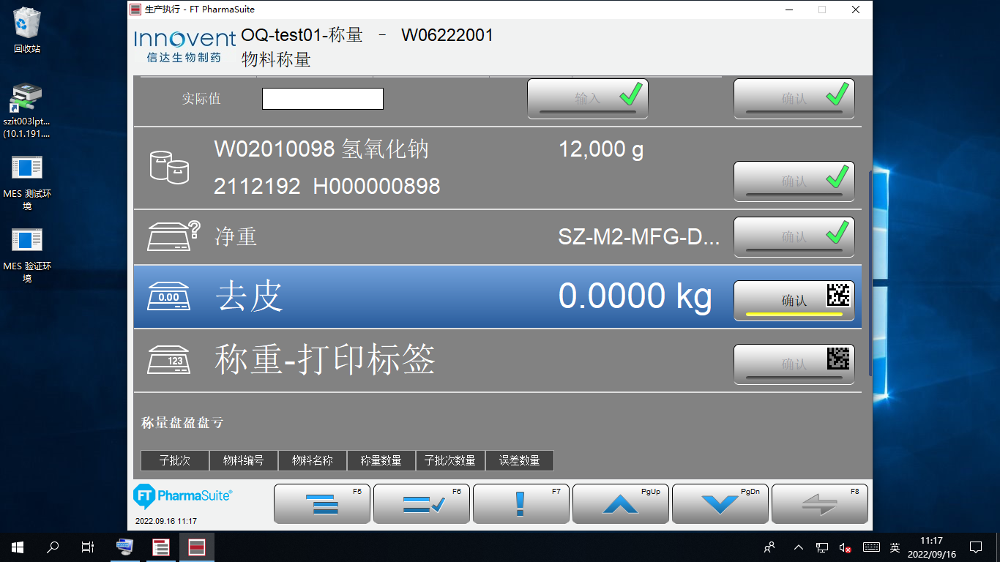 生产执行 - FT PharmaSuite
回收站
szit003lpt...
(10.1.191....
MES 测试环
境
MES 验证环
境
Innovent
信达生物制药
OQ-test01-称量 - W06222001
物料称量
实际值 输入 确认
W02010098 氢氧化钠 12,000 g
2112192 H000000898 确认
净重 SZ-M2-MFG-D... 确认
0.00 去皮 0.0000 kg 确认
123 称重-打印标签 确认
称量盘盈盘亏
子批次 物料编号 物料名称 称量数量 子批次数量 误差数量
FT PharmaSuite®
2022.09.16 11:17
F5 F6 F7 PgUp PgDn F8
英
11:17
2022/09/16